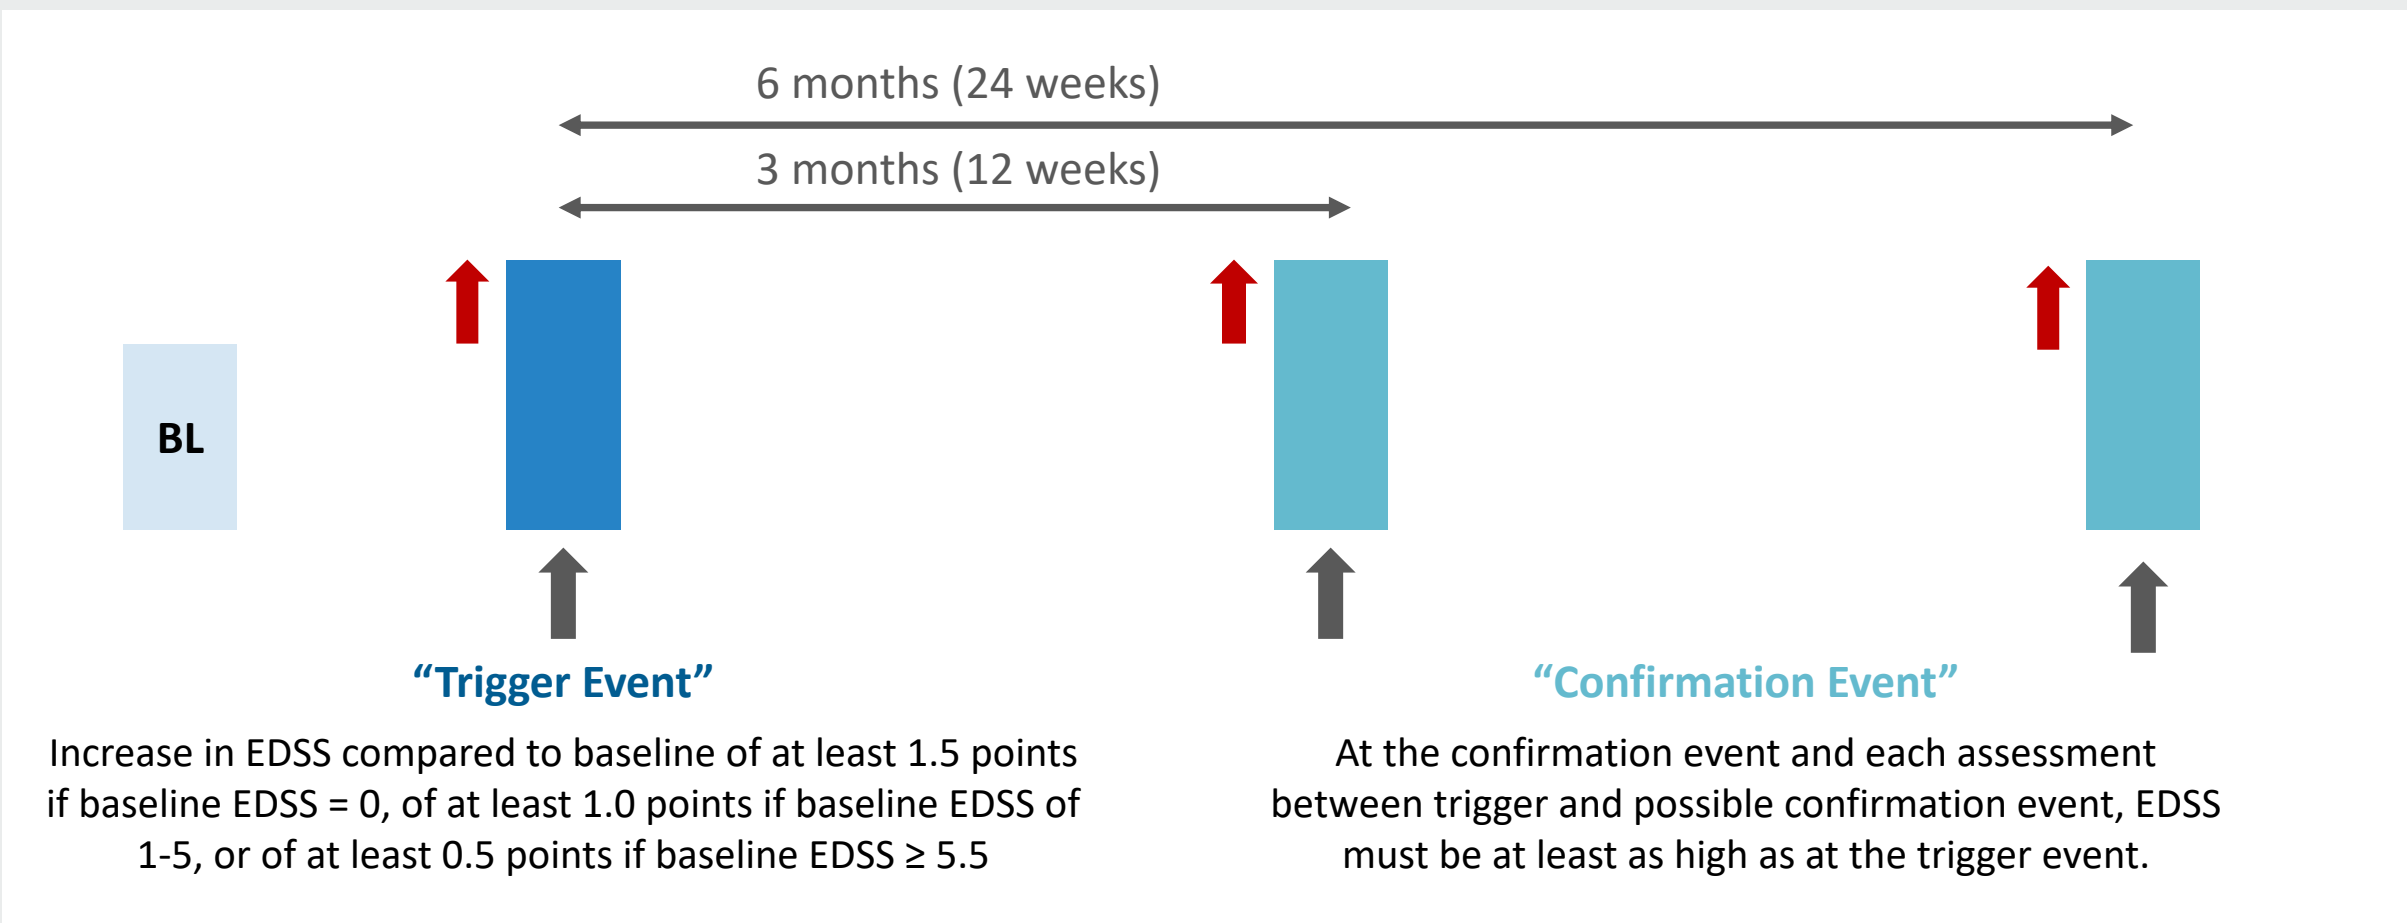 6 months (24 weeks)
3 months (12 weeks)
BL
“Trigger Event”
Increase in EDSS compared to baseline of at least 1.5 points
if baseline EDSS = 0, of at least 1.0 points if baseline EDSS of
1-5, or of at least 0.5 points if baseline EDSS ≥ 5.5
“Confirmation Event”
At the confirmation event and each assessment
between trigger and possible confirmation event, EDSS
must be at least as high as at the trigger event.